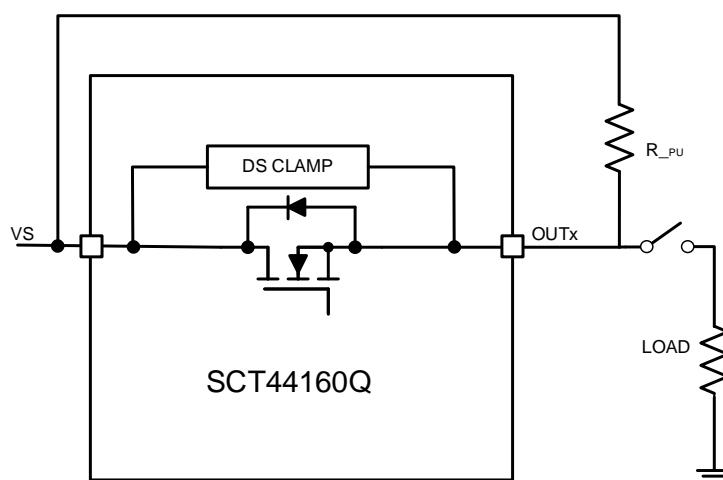 DS CLAMP
R_PU
VS
OUTx
LOAD
SCT44160Q